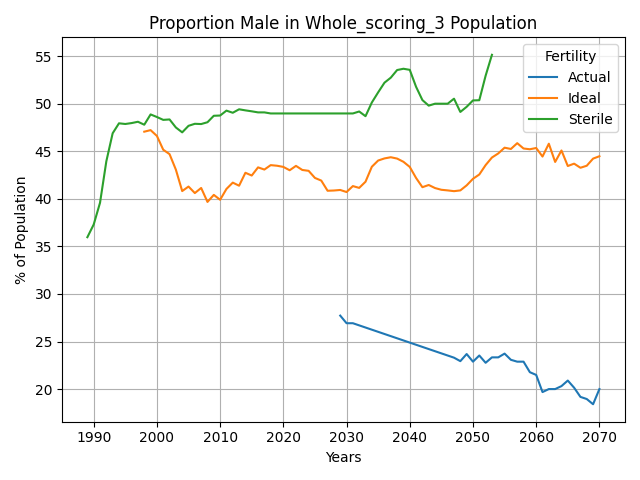 Proportion Male in Whole_scoring_3 Population
Fertility
Actual
Ideal
Sterile
% of Population
55
50
45
40
35
30
25
20
1990
2000
2010
2020
2030
2040
2050
2060
2070
Years